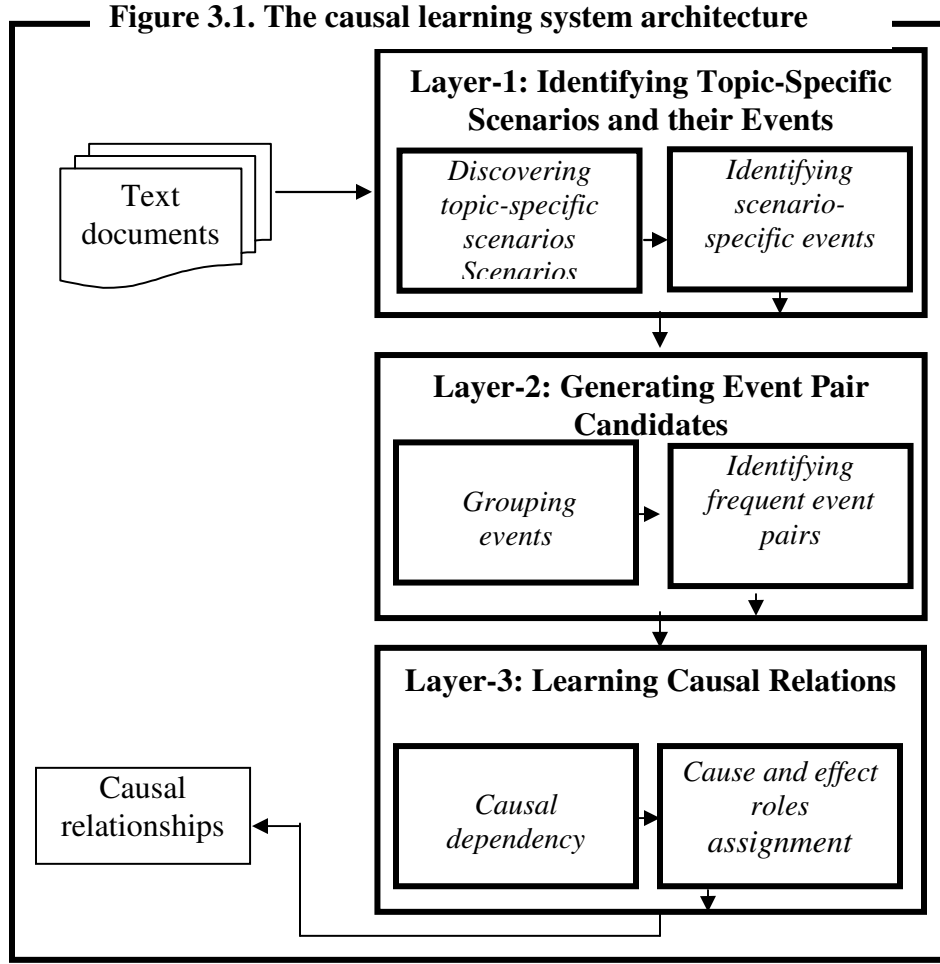 Figure 3.1. The causal learning system architecture
Layer-1: Identifying Topic-Specific
Scenarios and their Events
Text
documents
Discovering
topic-specific
scenarios
Scenarios
Identifying
scenario-
specific events
Layer-2: Generating Event Pair
Candidates
Grouping
events
Identifying
frequent event
pairs
Layer-3: Learning Causal Relations
Causal
dependency
Cause and effect
roles
assignment
Causal
relationships